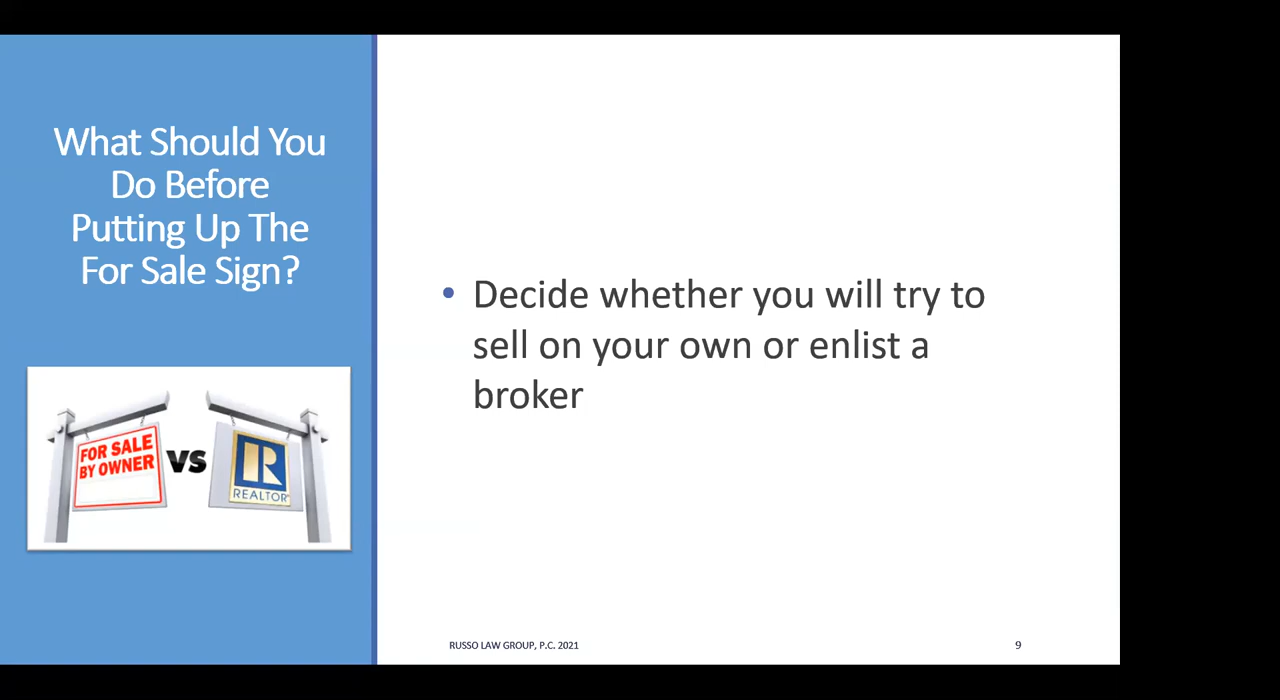 What Should You
Do Before
Putting Up The
For Sale Sign?
FOR SALE
BY OWNER
VS
R
REALTOR®
• Decide whether you will try to
sell on your own or enlist a
broker
RUSSO LAW GROUP, P.C. 2021
9